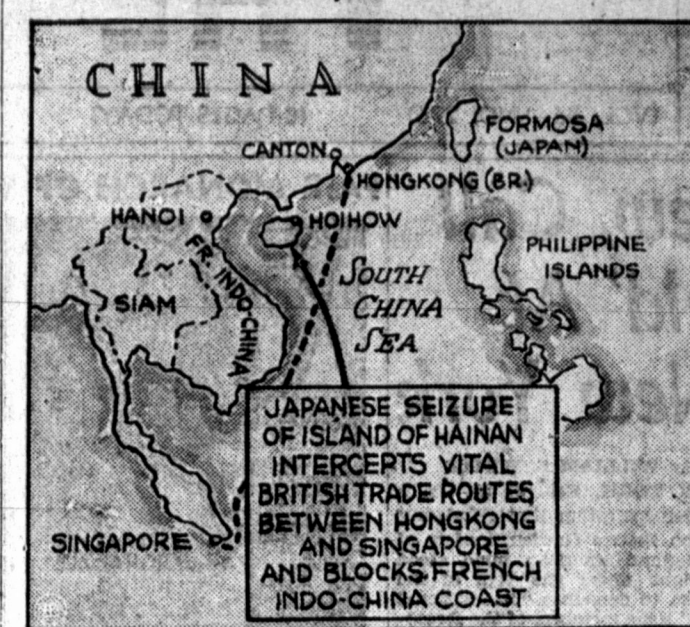 CHINA
FORMOSA
(JAPAN)
CANTON
HONGKONG (BR.)
HANOI
HOIHOW
PHILIPPINE
ISLANDS
FR. INDO-CHINA
SOUTH
CHINA
SEA
SIAM
JAPANESE SEIZURE
OF ISLAND OF HAINAN
INTERCEPTS VITAL
BRITISH TRADE ROUTES
BETWEEN HONGKONG
AND SINGAPORE
AND BLOCKS FRENCH
INDO-CHINA COAST
SINGAPORE